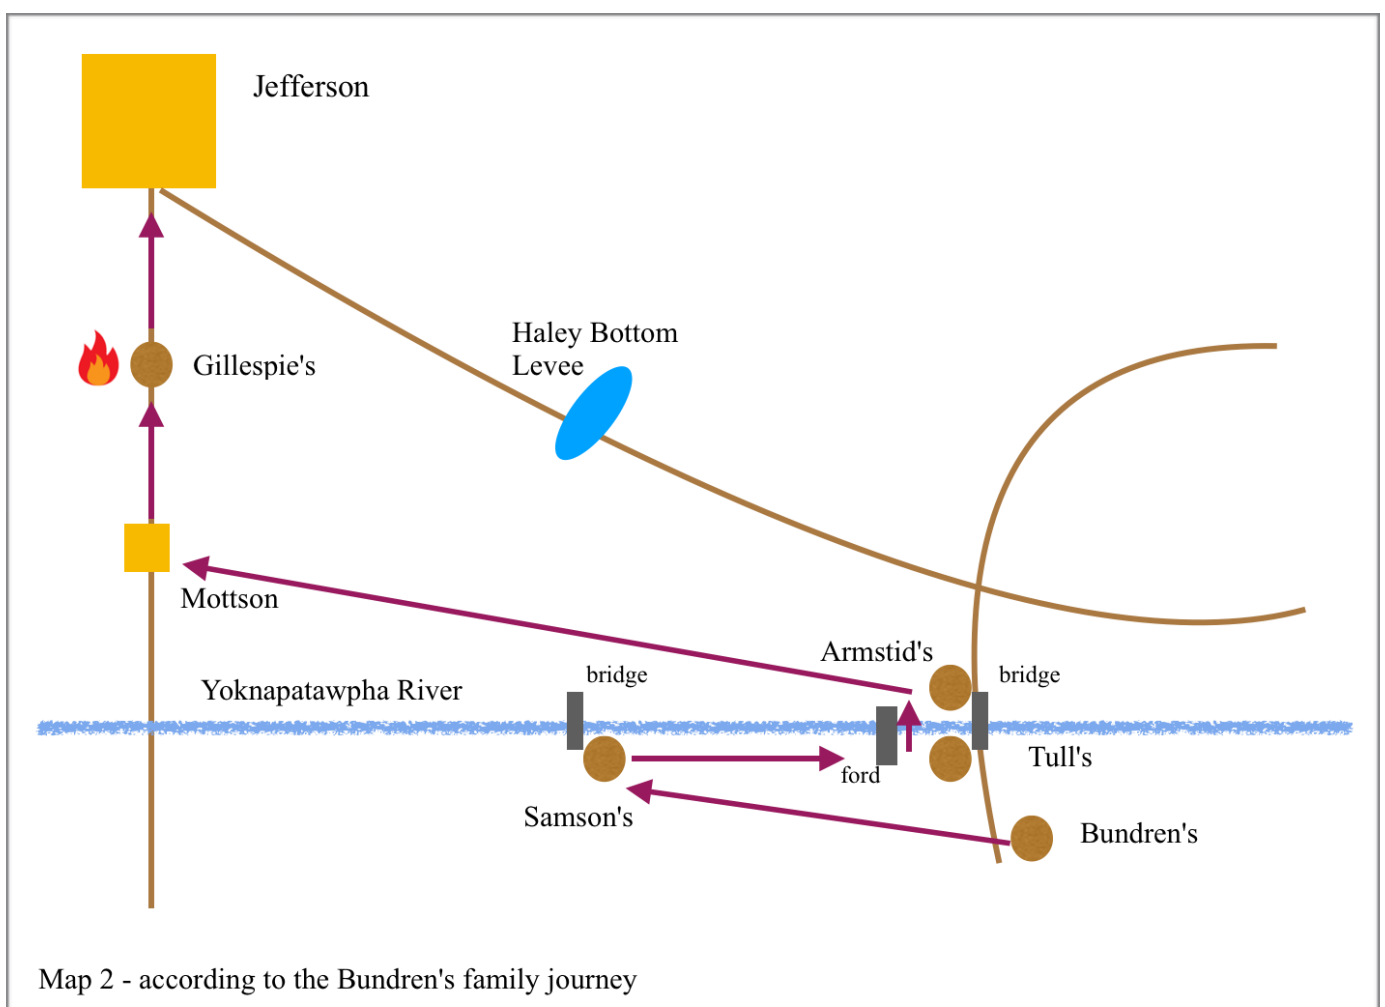 Jefferson
Haley Bottom
Levee
Gillespie's
Mottson
Armstid's
bridge
bridge
Yoknapatawpha River
Tull's
ford
Samson's
Bundren's
Map 2 - according to the Bundren's family journey